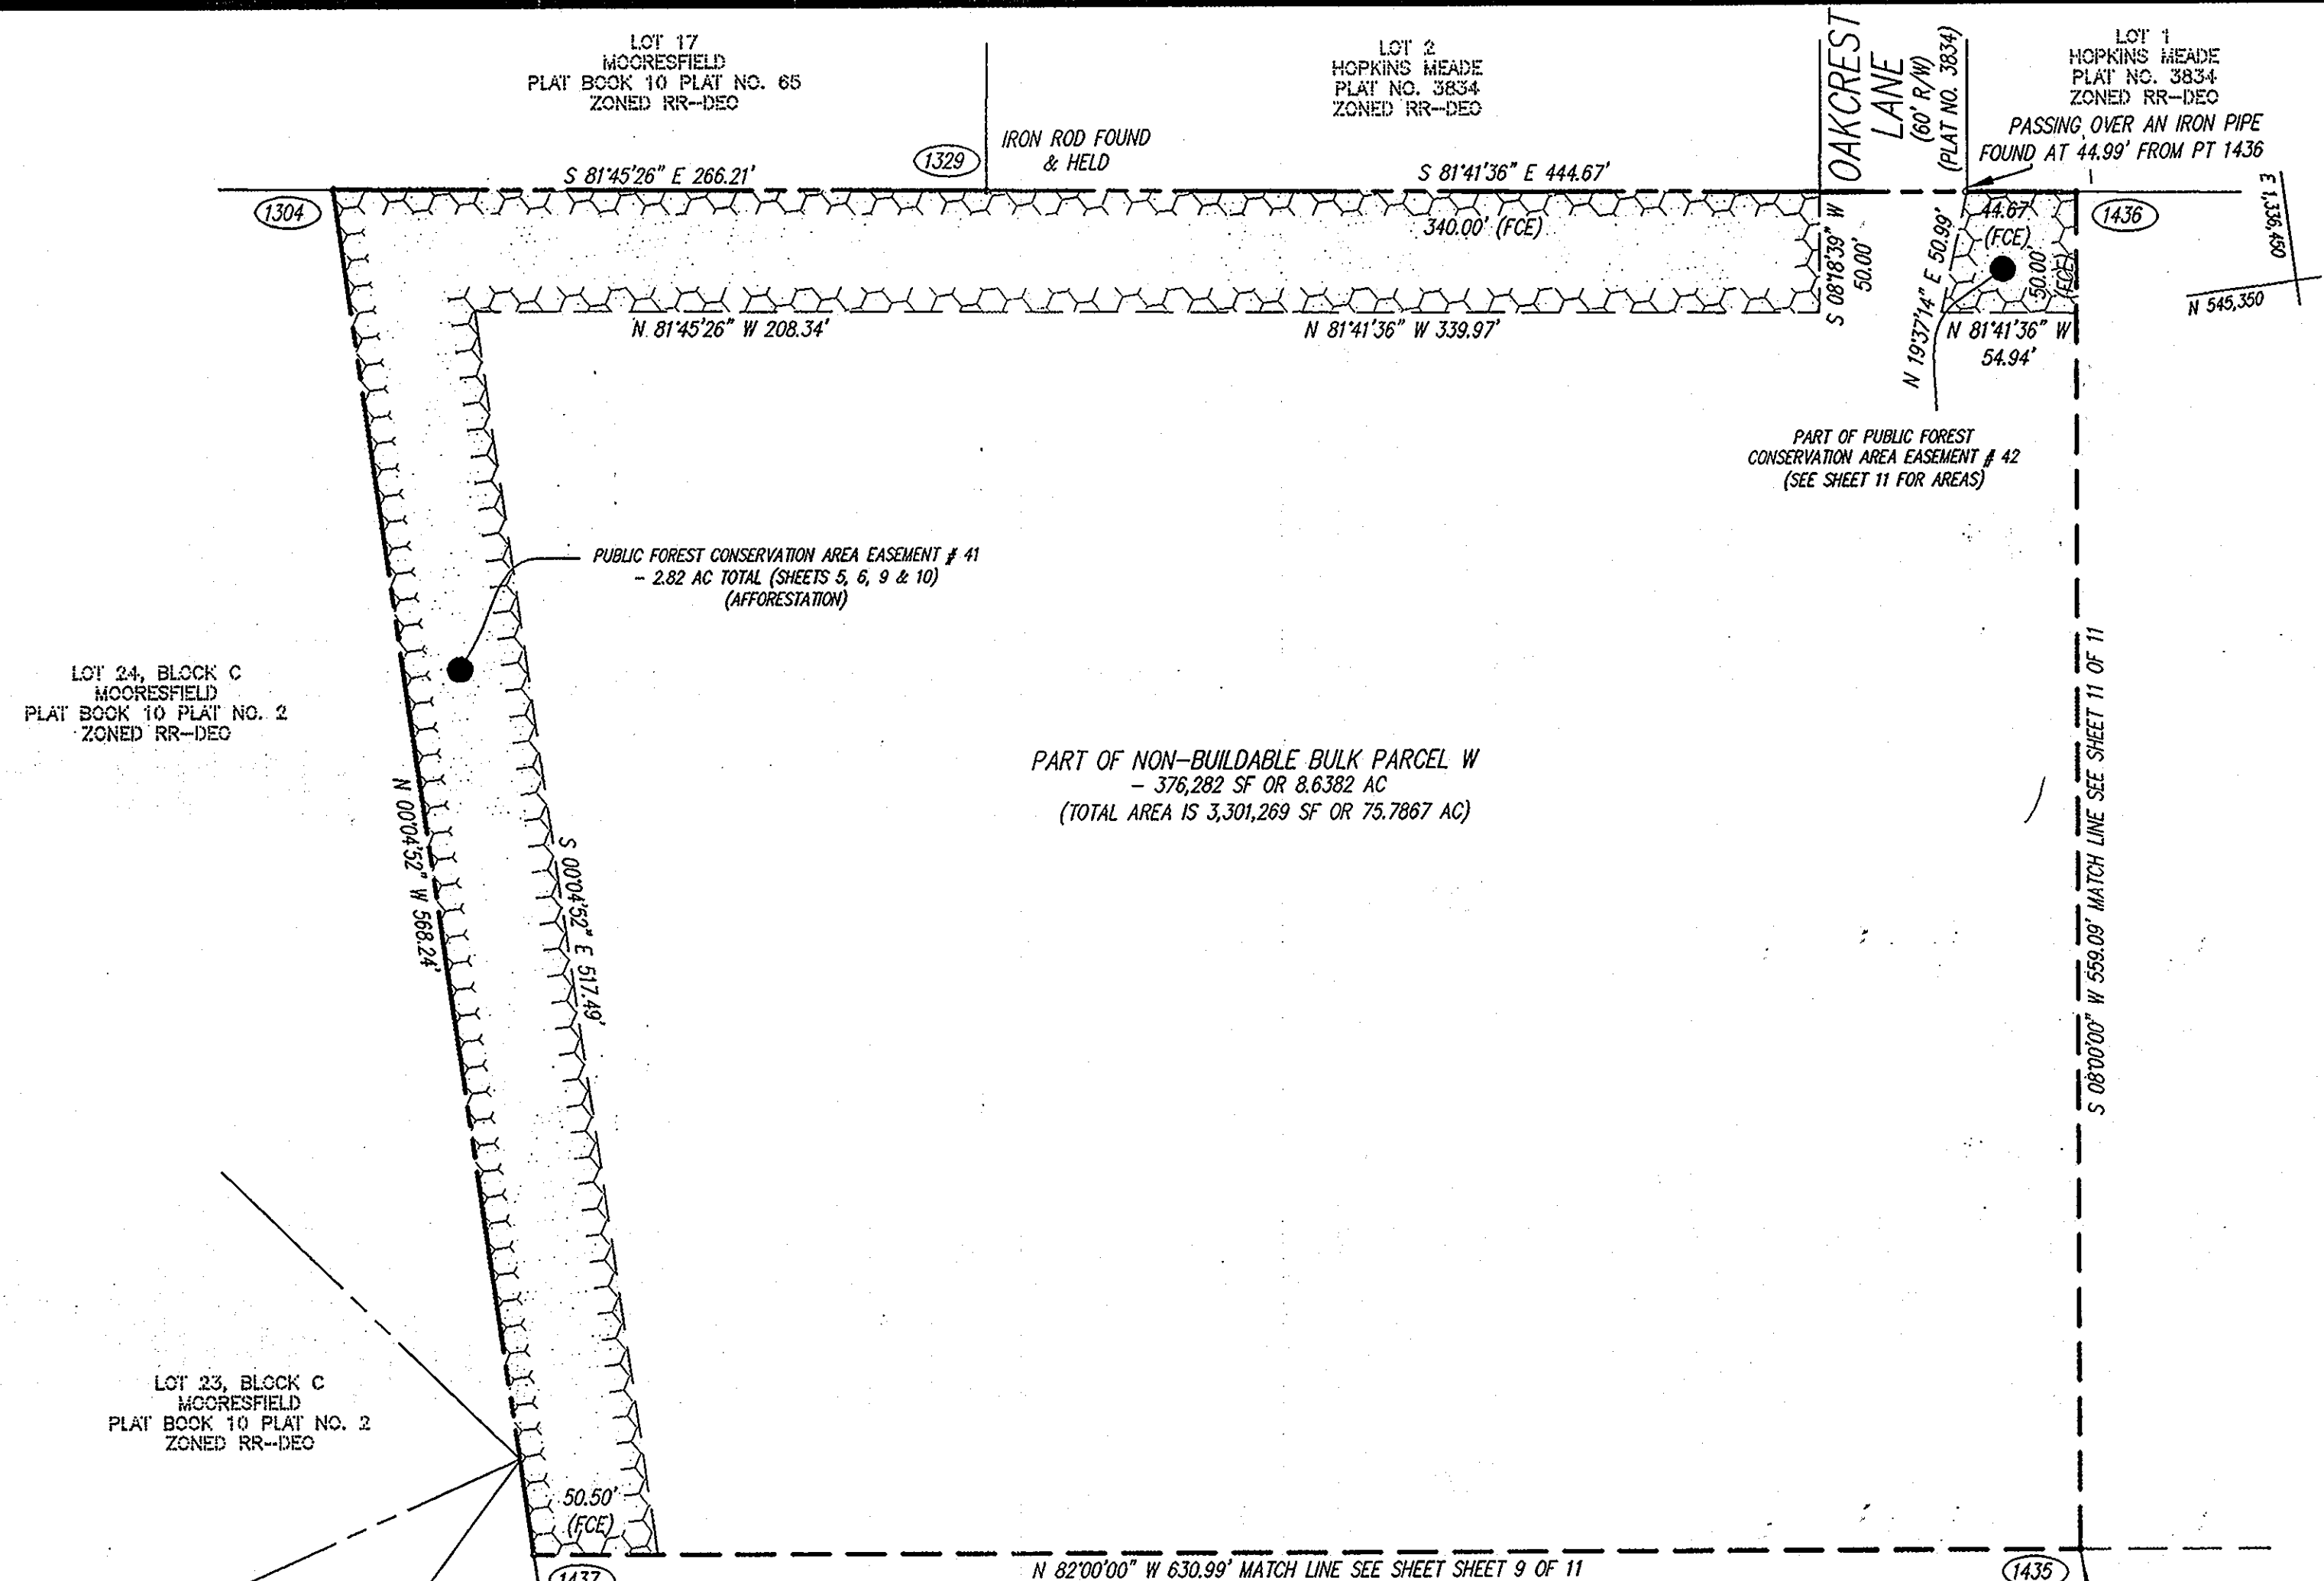 LOT 17
MOORESFIELD
PLAT BOOK 10 PLAT NO. 65
ZONED RR-DEO
LOT 2
HOPKINS MEADE
PLAT NO. 3834
ZONED RR-DEO
OAKCREST
LANE
(60' R/W)
(PLAT NO. 3834)
LOT 1
HOPKINS MEADE
PLAT NO. 3834
ZONED RR-DEO
PASSING OVER AN IRON PIPE
FOUND AT 44.99' FROM PT 1436
1304
S 81°45'26" E 266.21'
1329
IRON ROD FOUND
& HELD
S 81°41'36" E 444.67'
1436
E 1,336,450
N 545,350
340.00' (FCE)
S 08°18'39" W
50.00'
N 19°37'14" E 50.99'
44.67'
(FCE)
50.00'
(FCE)
N 81°45'26" W 208.34'
N 81°41'36" W 339.97'
N 81°41'36" W
54.94'
PART OF PUBLIC FOREST
CONSERVATION AREA EASEMENT # 42
(SEE SHEET 11 FOR AREAS)
PUBLIC FOREST CONSERVATION AREA EASEMENT # 41
- 2.82 AC TOTAL (SHEETS 5, 6, 9 & 10)
(AFFORESTATION)
LOT 24, BLOCK C
MOORESFIELD
PLAT BOOK 10 PLAT NO. 2
ZONED RR-DEO
N 00°04'52" W 568.24'
S 00°04'52" E 517.49'
PART OF NON-BUILDABLE BULK PARCEL W
- 376,282 SF OR 8.6382 AC
(TOTAL AREA IS 3,301,269 SF OR 75.7867 AC)
S 08°00'00" W 559.09' MATCH LINE SEE SHEET 11 OF 11
LOT 23, BLOCK C
MOORESFIELD
PLAT BOOK 10 PLAT NO. 2
ZONED RR-DEO
50.50'
(FCE)
1437
N 82°00'00" W 630.99' MATCH LINE SEE SHEET SHEET 9 OF 11
1435